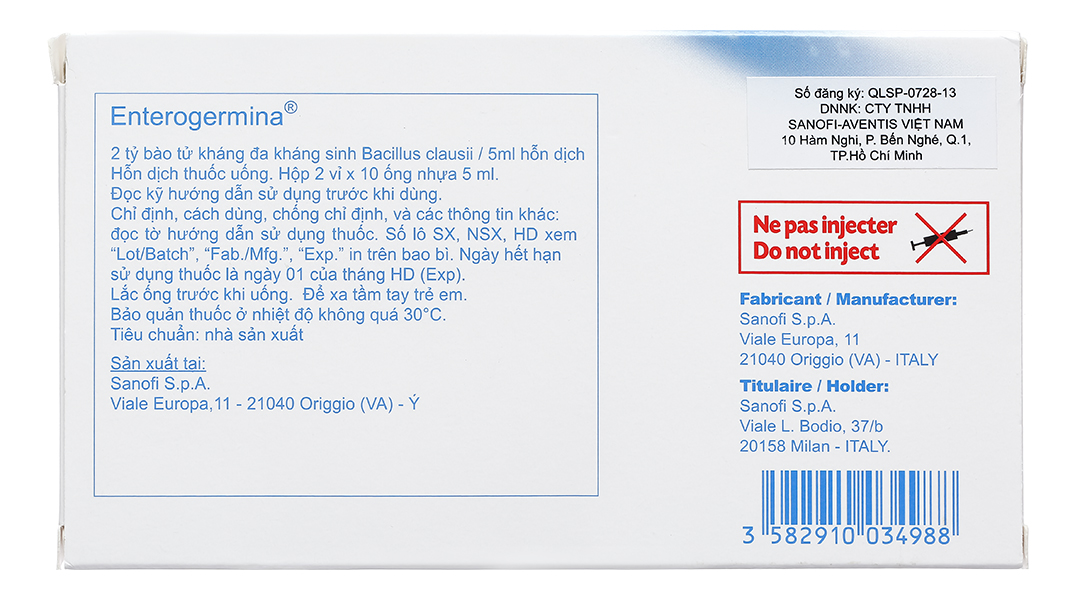 Enterogermina®
2 tỷ bào tử kháng đa kháng sinh Bacillus clausii / 5ml hỗn dịch
Hỗn dịch thuốc uống. Hộp 2 vỉ x 10 ống nhựa 5 ml.
Đọc kỹ hướng dẫn sử dụng trước khi dùng.
Chỉ định, cách dùng, chống chỉ định, và các thông tin khác:
đọc tờ hướng dẫn sử dụng thuốc. Số lô SX, NSX, HD xem
“Lot/Batch”, “Fab./Mfg.”, “Exp.” in trên bao bì. Ngày hết hạn
sử dụng thuốc là ngày 01 của tháng HD (Exp).
Lắc ống trước khi uống. Để xa tầm tay trẻ em.
Bảo quản thuốc ở nhiệt độ không quá 30°C.
Tiêu chuẩn: nhà sản xuất
Sản xuất tại:
Sanofi S.p.A.
Viale Europa,11 - 21040 Origgio (VA) - Ý
Số đăng ký: QLSP-0728-13
DNNK: CTY TNHH
SANOFI-AVENTIS VIỆT NAM
10 Hàm Nghi, P. Bến Nghé, Q.1,
TP.Hồ Chí Minh
Ne pas injecter
Do not inject
Fabricant / Manufacturer:
Sanofi S.p.A.
Viale Europa, 11
21040 Origgio (VA) - ITALY
Titulaire / Holder:
Sanofi S.p.A.
Viale L. Bodio, 37/b
20158 Milan - ITALY.
3 582910 034988